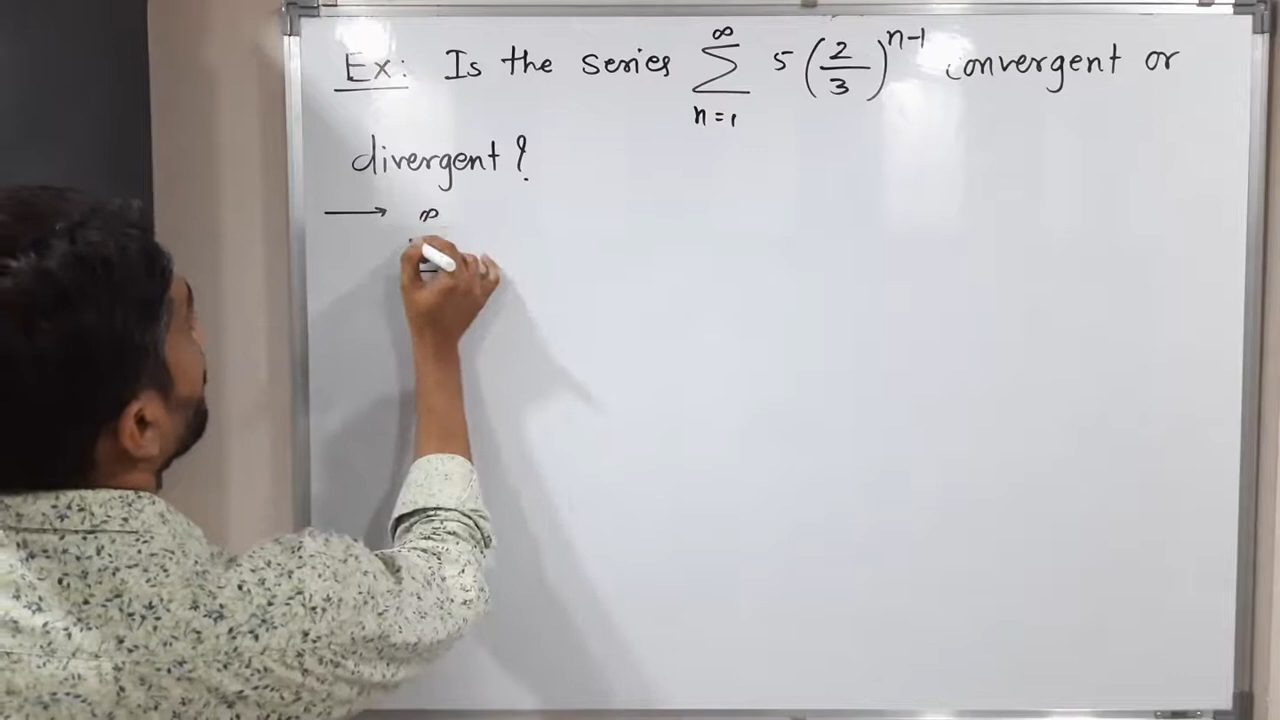 Ex: Is the series ∞ Σ n=1 5 (2/3)^n-1 convergent or
divergent?
→ ∞